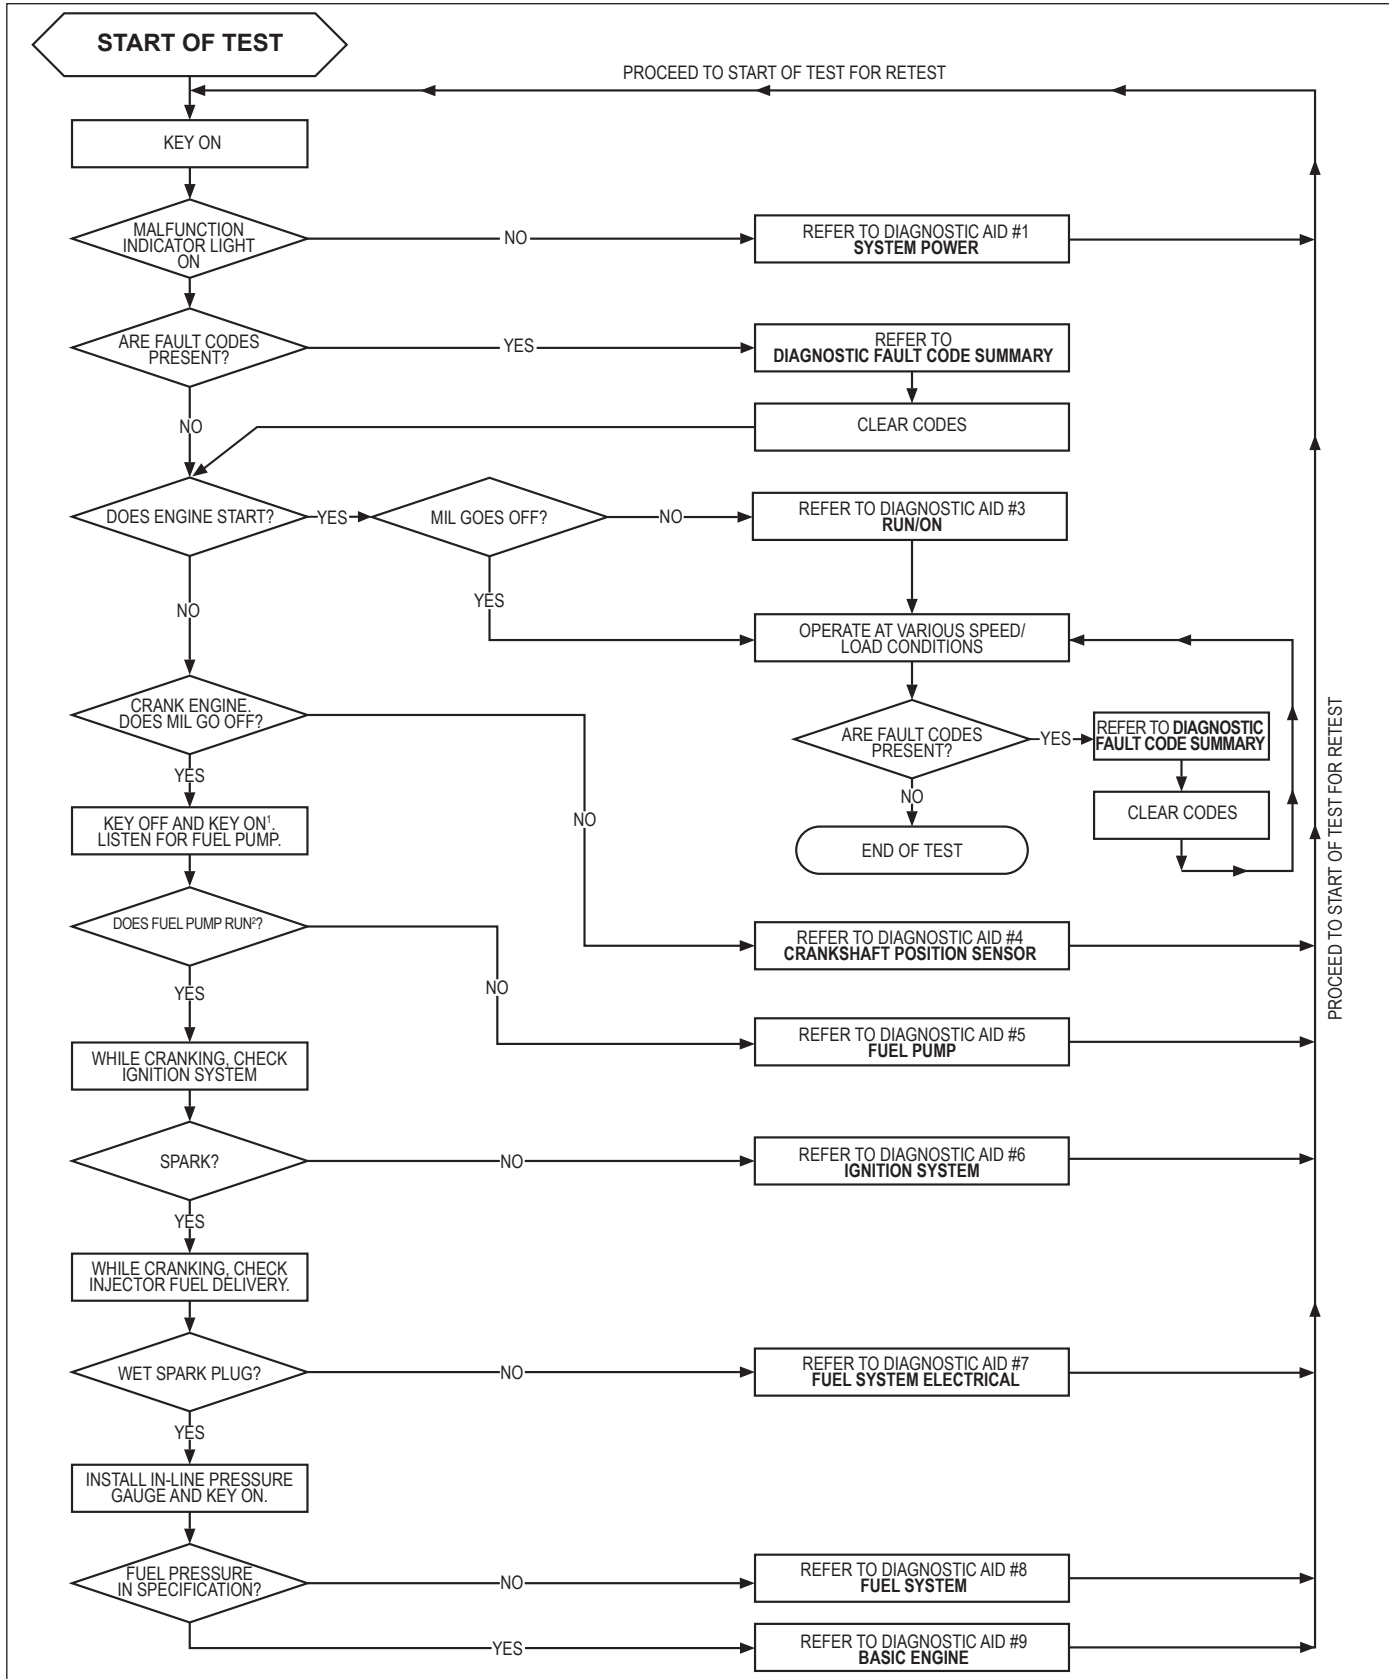 START OF TEST
PROCEED TO START OF TEST FOR RETEST
KEY ON
MALFUNCTION
INDICATOR LIGHT
ON
NO
REFER TO DIAGNOSTIC AID #1
SYSTEM POWER
ARE FAULT CODES
PRESENT?
YES
REFER TO
DIAGNOSTIC FAULT CODE SUMMARY
NO
CLEAR CODES
DOES ENGINE START?
YES
MIL GOES OFF?
NO
REFER TO DIAGNOSTIC AID #3
RUN/ON
YES
NO
OPERATE AT VARIOUS SPEED/
LOAD CONDITIONS
CRANK ENGINE.
DOES MIL GO OFF?
ARE FAULT CODES
PRESENT?
YES
REFER TO DIAGNOSTIC
FAULT CODE SUMMARY
PROCEED TO START OF TEST FOR RETEST
YES
NO
KEY OFF AND KEY ON¹.
LISTEN FOR FUEL PUMP.
NO
CLEAR CODES
END OF TEST
DOES FUEL PUMP RUN²?
REFER TO DIAGNOSTIC AID #4
CRANKSHAFT POSITION SENSOR
YES
NO
WHILE CRANKING, CHECK
IGNITION SYSTEM
REFER TO DIAGNOSTIC AID #5
FUEL PUMP
SPARK?
NO
REFER TO DIAGNOSTIC AID #6
IGNITION SYSTEM
YES
WHILE CRANKING, CHECK
INJECTOR FUEL DELIVERY.
WET SPARK PLUG?
NO
REFER TO DIAGNOSTIC AID #7
FUEL SYSTEM ELECTRICAL
YES
INSTALL IN-LINE PRESSURE
GAUGE AND KEY ON.
FUEL PRESSURE
IN SPECIFICATION?
NO
REFER TO DIAGNOSTIC AID #8
FUEL SYSTEM
YES
REFER TO DIAGNOSTIC AID #9
BASIC ENGINE